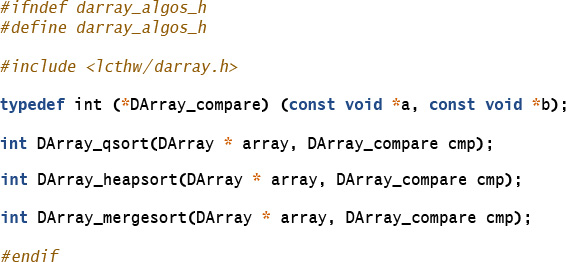 #ifndef darray_algos_h
#define darray_algos_h
#include <lcthw/darray.h>
typedef int (*DArray_compare) (const void *a, const void *b);
int DArray_qsort(DArray * array, DArray_compare cmp);
int DArray_heapsort(DArray * array, DArray_compare cmp);
int DArray_mergesort(DArray * array, DArray_compare cmp);
#endif